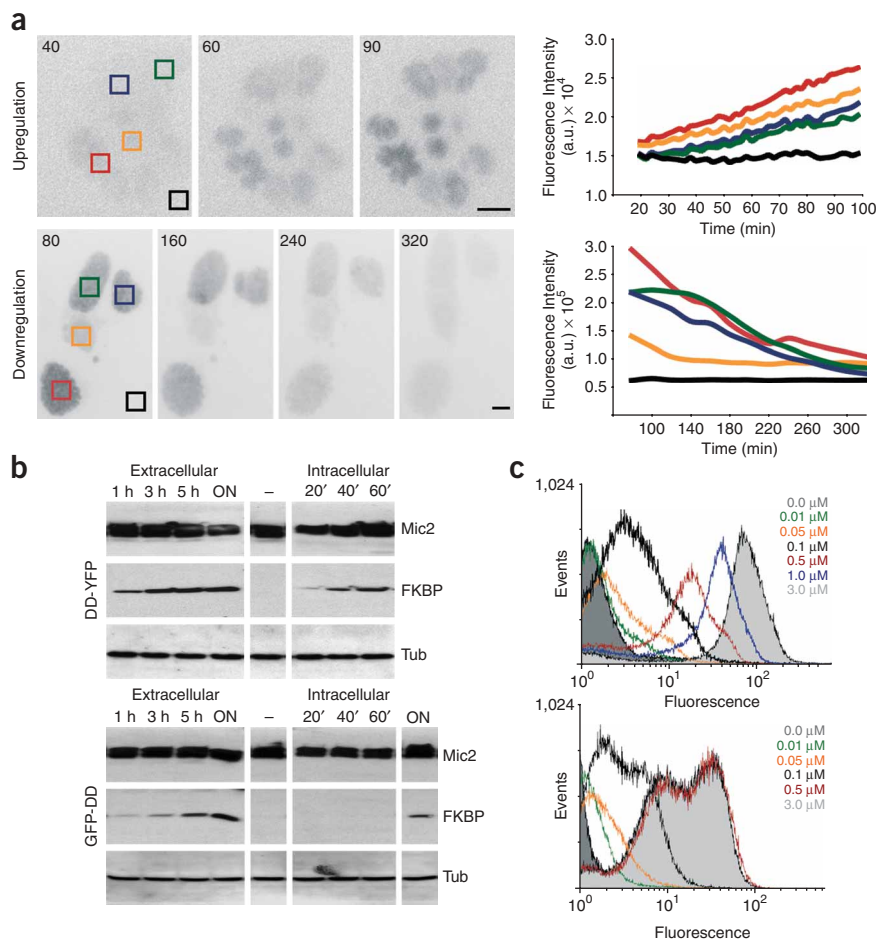 a
Upregulation
40
60
90
Fluorescence Intensity
(a.u.) × 10⁴
3.0
2.5
2.0
1.5
1.0
20 30 40 50 60 70 80 90 100
Time (min)
Downregulation
80
160
240
320
Fluorescence Intensity
(a.u.) × 10⁵
3.0
2.5
2.0
1.5
1.0
0.5
100 140 180 220 260 300
Time (min)
b
Extracellular Intracellular
1 h 3 h 5 h ON – 20′ 40′ 60′
DD-YFP
Mic2
FKBP
Tub
Extracellular Intracellular
1 h 3 h 5 h ON – 20′ 40′ 60′ ON
GFP-DD
Mic2
FKBP
Tub
c
1,024
Events
0.0 μM
0.01 μM
0.05 μM
0.1 μM
0.5 μM
1.0 μM
3.0 μM
10⁰ 10¹ 10²
Fluorescence
1,024
Events
0.0 μM
0.01 μM
0.05 μM
0.1 μM
0.5 μM
3.0 μM
10⁰ 10¹ 10²
Fluorescence